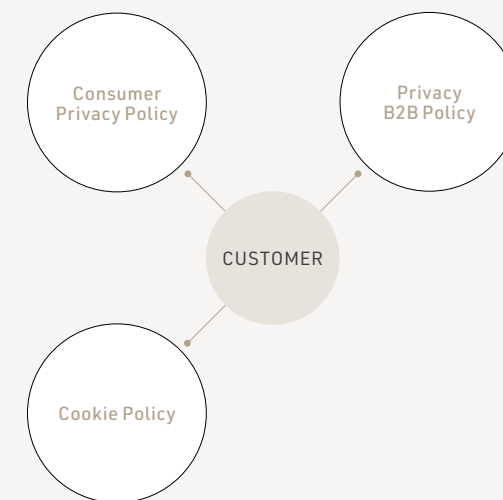 Consumer
Privacy Policy
Privacy
B2B Policy
CUSTOMER
Cookie Policy